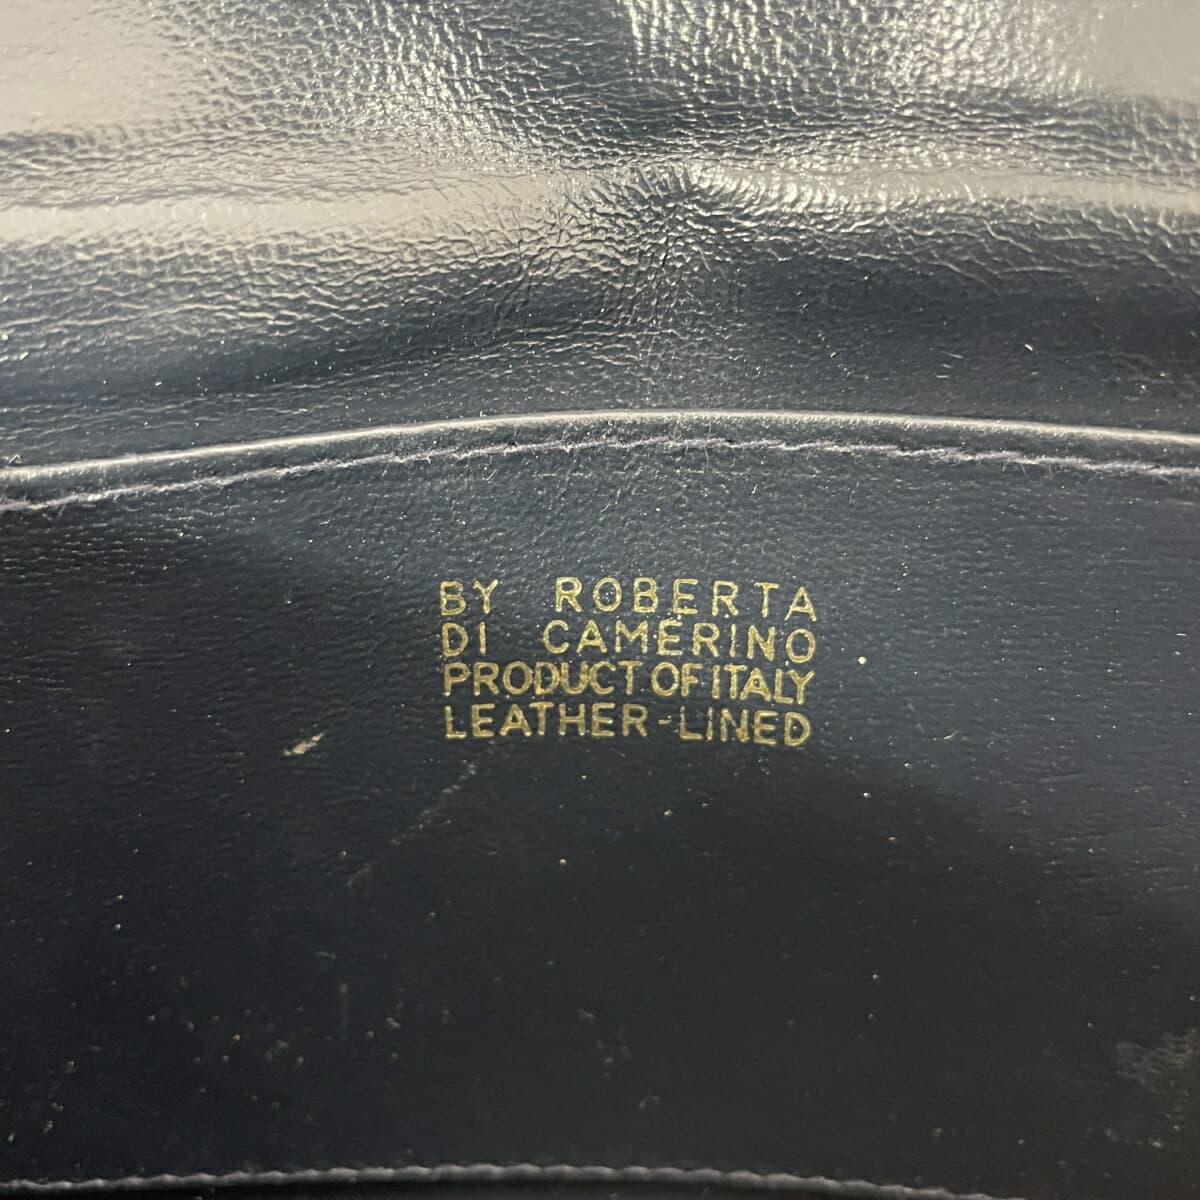 BY ROBERTA
DI CAMERINO
PRODUCT OF ITALY
LEATHER-LINED